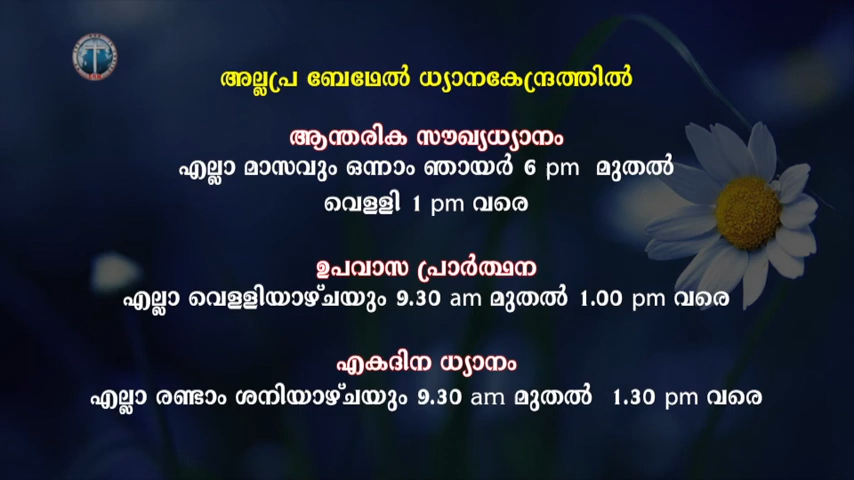 അല്ലപ്ര ബേഥേൽ ധ്യാനകേന്ദ്രത്തിൽ
ആന്തരിക സൗഖ്യധ്യാനം
എല്ലാ മാസവും ഒന്നാം ഞായർ 6 pm മുതൽ
വെള്ളി 1 pm വരെ
ഉപവാസ പ്രാർത്ഥന
എല്ലാ വെള്ളിയാഴ്ചയും 9.30 am മുതൽ 1.00 pm വരെ
എകദിന ധ്യാനം
എല്ലാ രണ്ടാം ശനിയാഴ്ചയും 9.30 am മുതൽ 1.30 pm വരെ